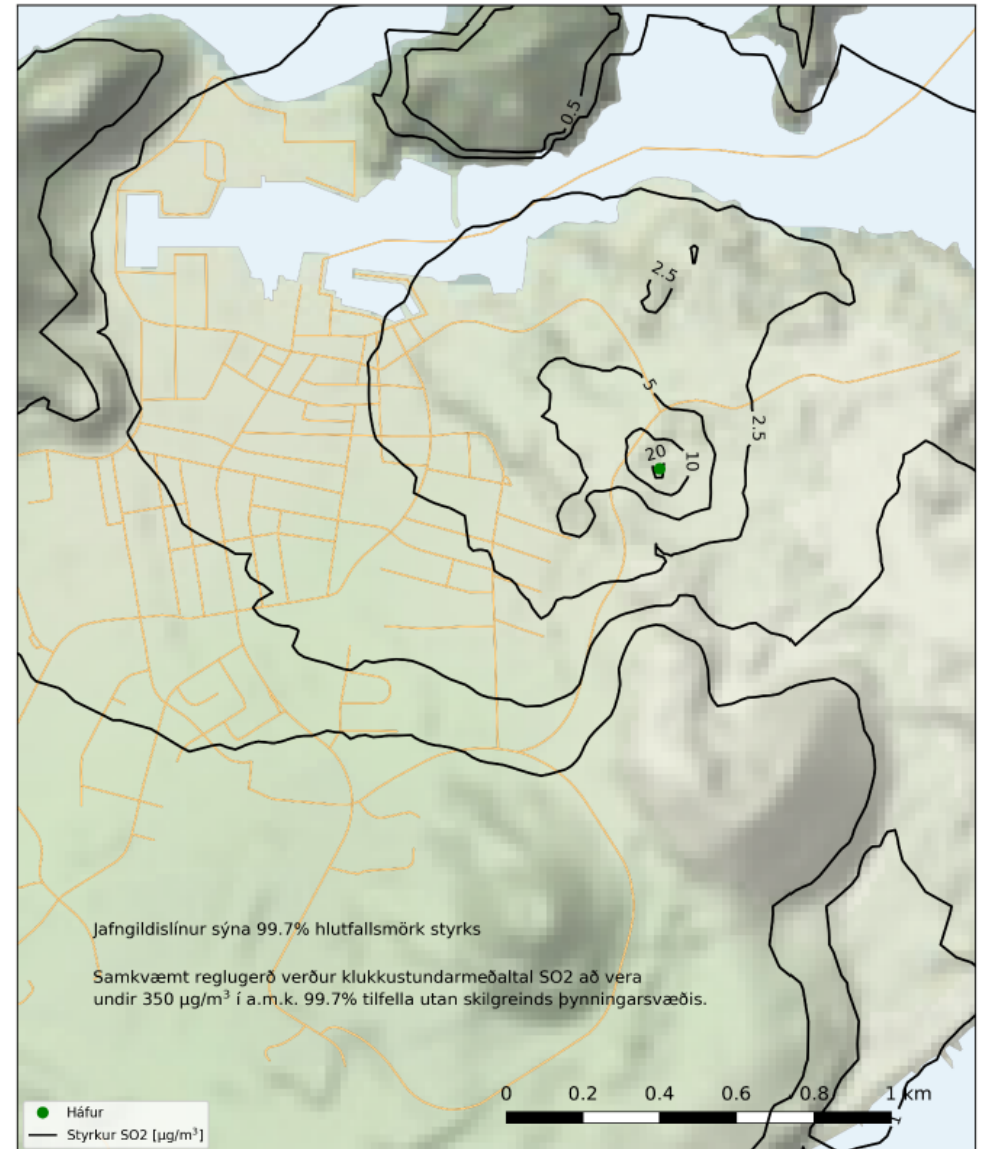 0.5
2.5
5
2.5
20
10
Jafngildislínur sýna 99.7% hlutfallsmörk styrks
Samkvæmt reglugerð verður klukkustundarmeðaltal SO2 að vera
undir 350 µg/m³ í a.m.k. 99.7% tilfella utan skilgreinds þynningarsvæðis.
0 0.2 0.4 0.6 0.8 1 km
1
Háfur
Styrkur SO2 [µg/m³]